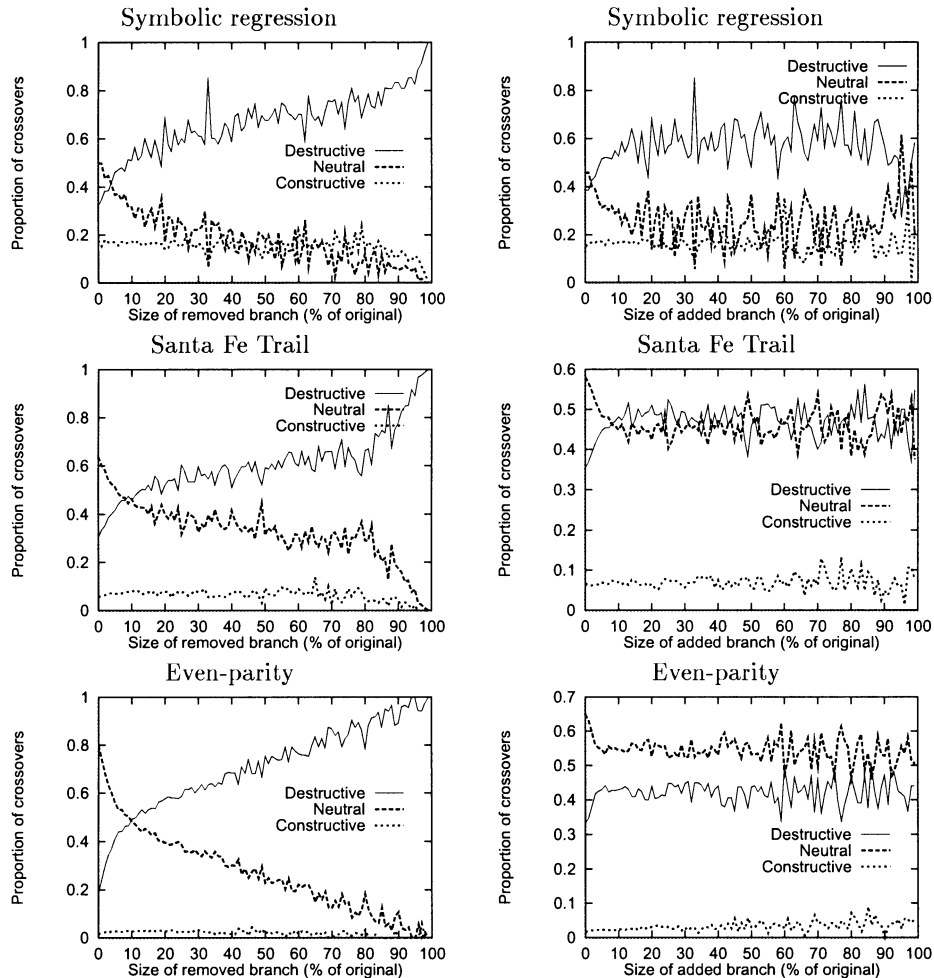 Symbolic regression
1
0.8
0.6
0.4
0.2
0
Proportion of crossovers
Destructive
Neutral
Constructive
0 10 20 30 40 50 60 70 80 90 100
Size of removed branch (% of original)
Symbolic regression
1
0.8
0.6
0.4
0.2
0
Proportion of crossovers
Destructive
Neutral
Constructive
0 10 20 30 40 50 60 70 80 90 100
Size of added branch (% of original)
Santa Fe Trail
1
0.8
0.6
0.4
0.2
0
Proportion of crossovers
Destructive
Neutral
Constructive
0 10 20 30 40 50 60 70 80 90 100
Size of removed branch (% of original)
Santa Fe Trail
0.6
0.5
0.4
0.3
0.2
0.1
0
Proportion of crossovers
Destructive
Neutral
Constructive
0 10 20 30 40 50 60 70 80 90 100
Size of added branch (% of original)
Even-parity
1
0.8
0.6
0.4
0.2
0
Proportion of crossovers
Destructive
Neutral
Constructive
0 10 20 30 40 50 60 70 80 90 100
Size of removed branch (% of original)
Even-parity
0.7
0.6
0.5
0.4
0.3
0.2
0.1
0
Proportion of crossovers
Destructive
Neutral
Constructive
0 10 20 30 40 50 60 70 80 90 100
Size of added branch (% of original)